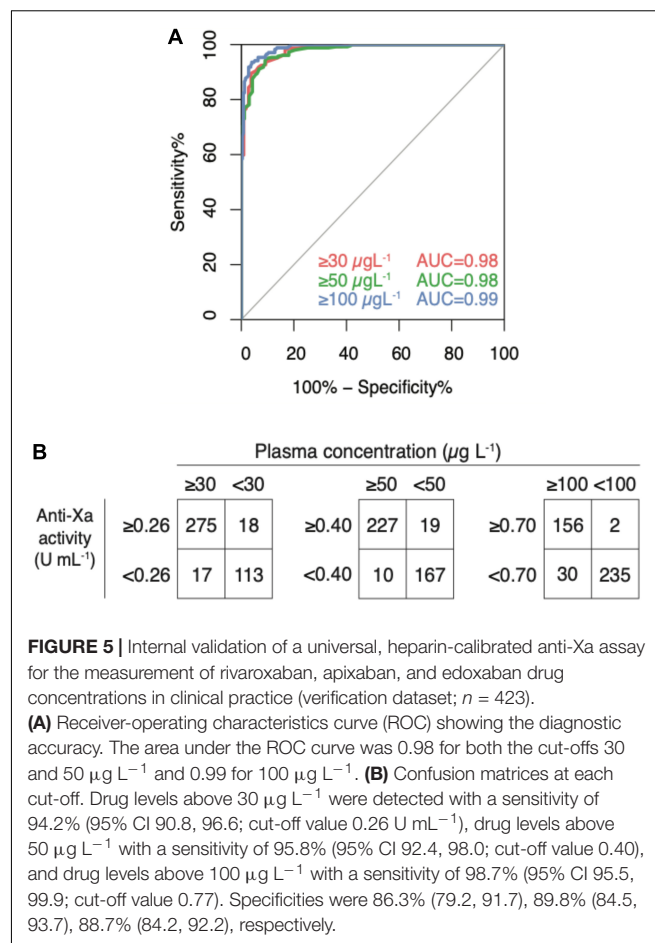 A
100
80
60
40
20
0
Sensitivity%
≥30 µgL-1 AUC=0.98
≥50 µgL-1 AUC=0.98
≥100 µgL-1 AUC=0.99
0 20 40 60 80 100
100% – Specificity%
B
Plasma concentration (µg L-1)
≥30 <30 ≥50 <50 ≥100 <100
Anti-Xa
activity
(U mL-1)
≥0.26 275 18 ≥0.40 227 19 ≥0.70 156 2
<0.26 17 113 <0.40 10 167 <0.70 30 235
FIGURE 5 | Internal validation of a universal, heparin-calibrated anti-Xa assay
for the measurement of rivaroxaban, apixaban, and edoxaban drug
concentrations in clinical practice (verification dataset; n = 423).
(A) Receiver-operating characteristics curve (ROC) showing the diagnostic
accuracy. The area under the ROC curve was 0.98 for both the cut-offs 30
and 50 µg L−1 and 0.99 for 100 µg L−1. (B) Confusion matrices at each
cut-off. Drug levels above 30 µg L−1 were detected with a sensitivity of
94.2% (95% CI 90.8, 96.6; cut-off value 0.26 U mL−1), drug levels above
50 µg L−1 with a sensitivity of 95.8% (95% CI 92.4, 98.0; cut-off value 0.40),
and drug levels above 100 µg L−1 with a sensitivity of 98.7% (95% CI 95.5,
99.9; cut-off value 0.77). Specificities were 86.3% (79.2, 91.7), 89.8% (84.5,
93.7), 88.7% (84.2, 92.2), respectively.